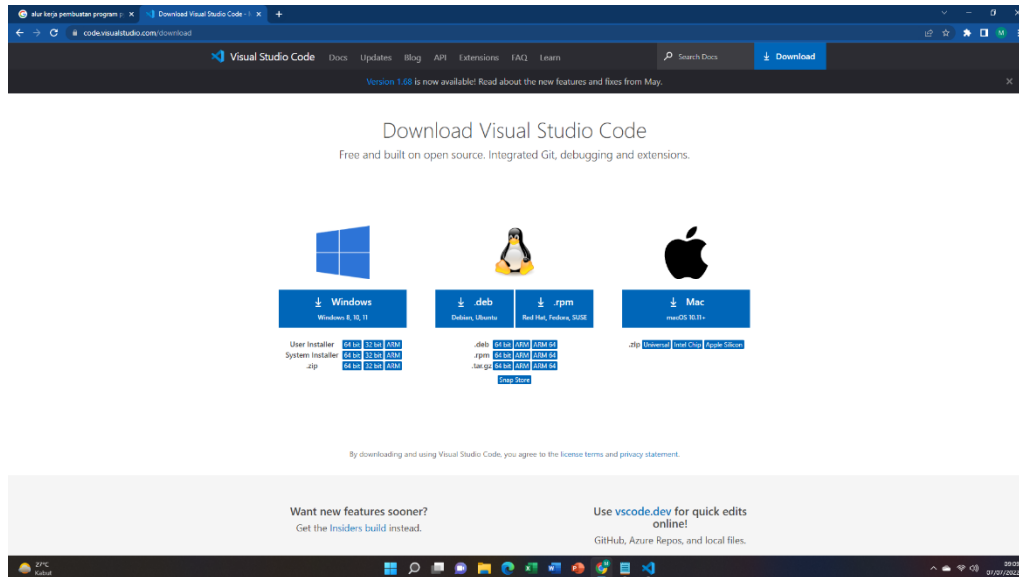 alur kerja pembuatan program p
Download Visual Studio Code -
code.visualstudio.com/download
Visual Studio Code Docs Updates Blog API Extensions FAQ Learn Search Docs Download
Version 1.68 is now available! Read about the new features and fixes from May.
Download Visual Studio Code
Free and built on open source. Integrated Git, debugging and extensions.
Windows
Windows 8, 10, 11
User Installer 64 bit 32 bit ARM
System Installer 64 bit 32 bit ARM
.zip 64 bit 32 bit ARM
.deb
Debian, Ubuntu
.rpm
Red Hat, Fedora, SUSE
.deb 64 bit ARM ARM 64
.rpm 64 bit ARM ARM 64
.tar.gz 64 bit ARM ARM 64
Snap Store
Mac
macOS 10.11+
.zip Universal Intel Chip Apple Silicon
By downloading and using Visual Studio Code, you agree to the license terms and privacy statement.
Want new features sooner?
Get the Insiders build instead.
Use vscode.dev for quick edits
online!
GitHub, Azure Repos, and local files.
27°C
Kabut
07/07/2022